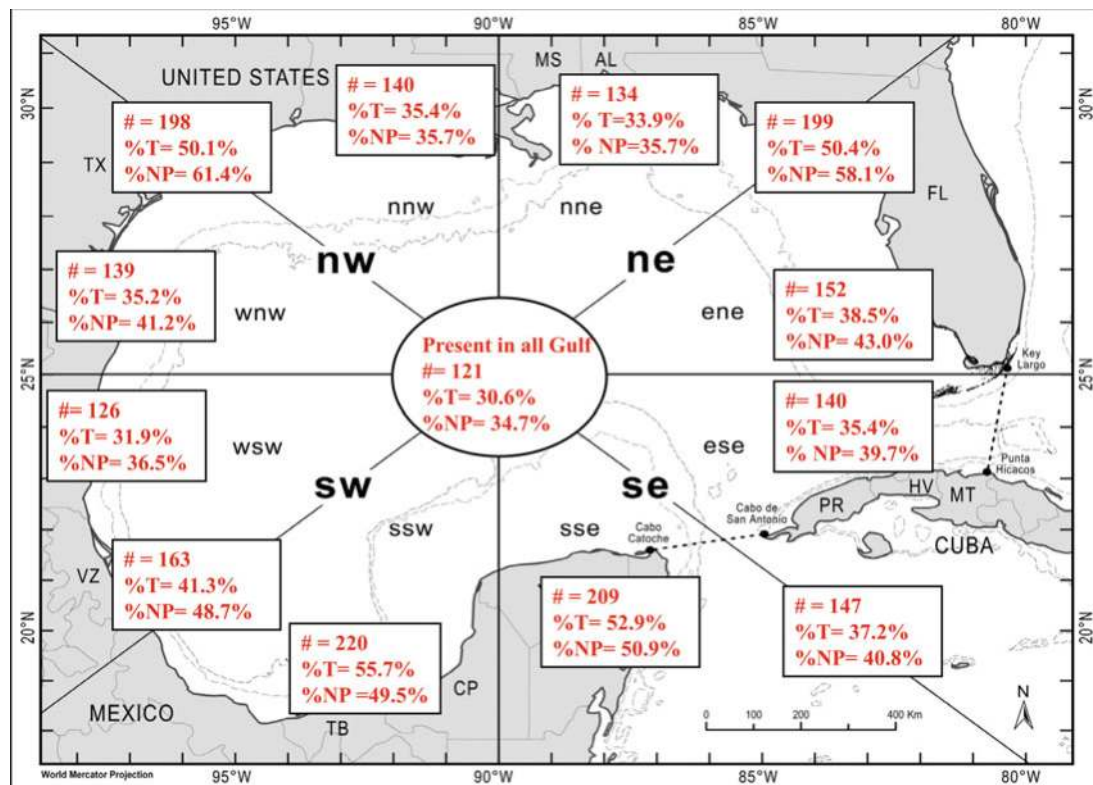 95°W 90°W 85°W 80°W
MS AL
UNITED STATES
30°N
30°N
# = 140
%T= 35.4%
%NP= 35.7%
# = 134
% T=33.9%
% NP=35.7%
# = 198
%T= 50.1%
%NP= 61.4%
# = 199
%T= 50.4%
%NP= 58.1%
TX
FL
nnw
nne
nw
ne
# = 139
%T= 35.2%
%NP= 41.2%
wnw
ene
#= 152
%T= 38.5%
%NP= 43.0%
Present in all Gulf
#= 121
%T= 30.6%
%NP= 34.7%
Key
Largo
25°N
25°N
#= 126
%T= 31.9%
%NP= 36.5%
wsw
ese
#= 140
%T= 35.4%
% NP= 39.7%
Punta
Hicacos
sw
se
HV
MT
PR
Cabo de
San Antonio
ssw
sse
Cabo
Catoche
CUBA
VZ
# = 163
%T= 41.3%
%NP= 48.7%
# = 209
%T= 52.9%
%NP= 50.9%
# = 147
%T= 37.2%
%NP= 40.8%
20°N
20°N
# = 220
%T= 55.7%
%NP =49.5%
CP
TB
MEXICO
N
0 100 200 400 Km
World Mercator Projection
95°W 90°W 85°W 80°W